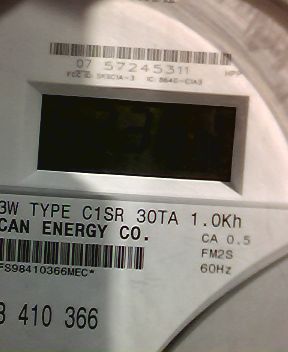 07 57245311
3W TYPE C1SR 30TA 1.0Kh
CAN ENERGY CO.
CA 0.5
FM2S
60Hz
FS98410366MEC*
8 410 366